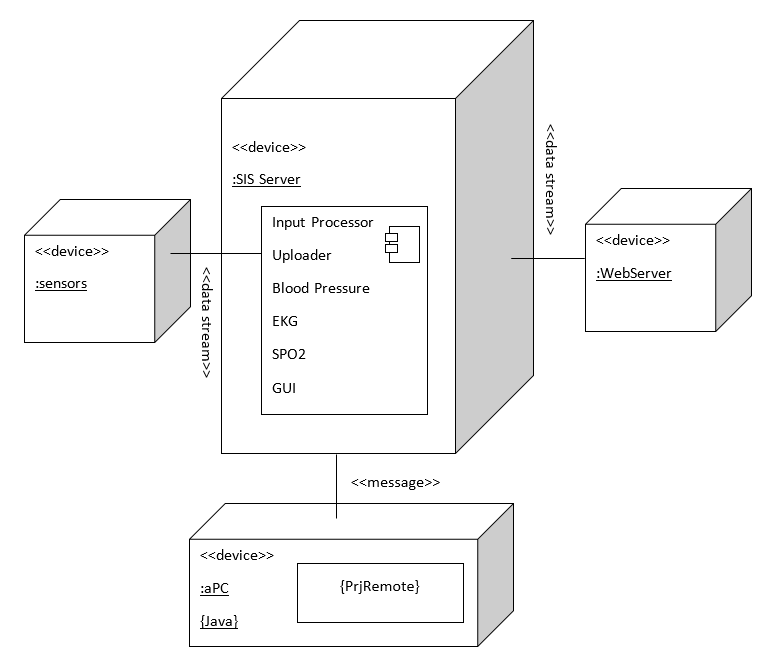 <<device>>
:SIS Server
Input Processor
Uploader
Blood Pressure
EKG
SPO2
GUI
<<data stream>>
<<device>>
:sensors
<<data stream>>
<<device>>
:WebServer
<<message>>
<<device>>
:aPC
{Java}
{PrjRemote}